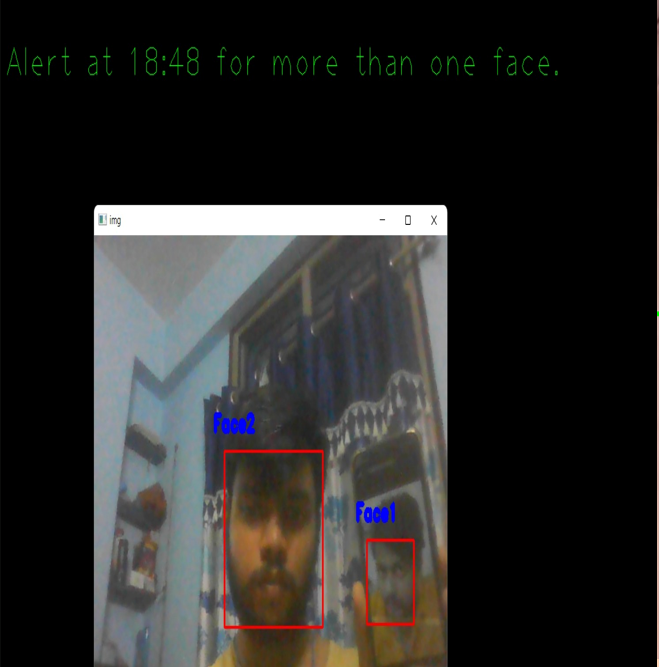 Alert at 18:48 for more than one face.
img
Face2
Face1